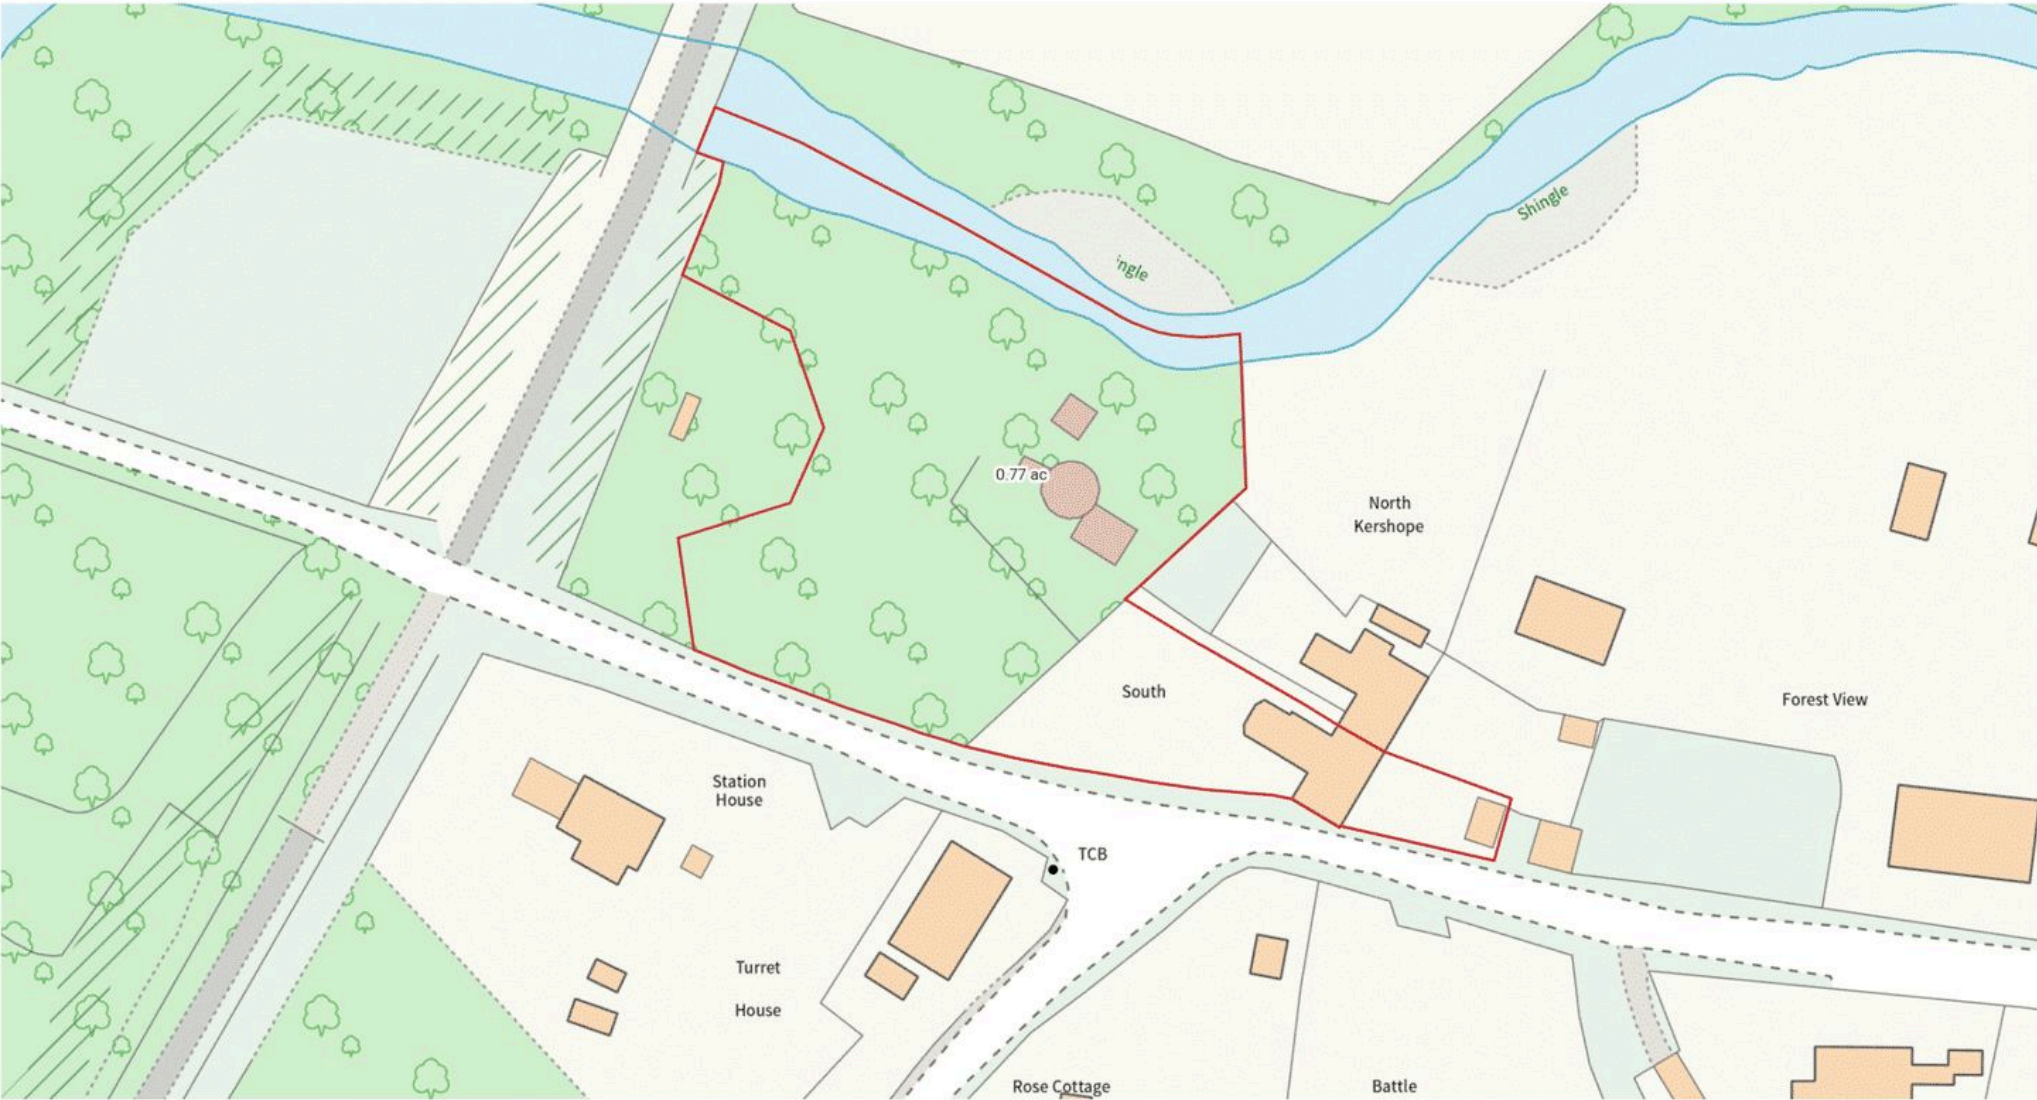 Shingle
ingle
0.77 ac
North
Kershope
South
Forest View
Station
House
TCB
Turret
House
Rose Cottage
Battle